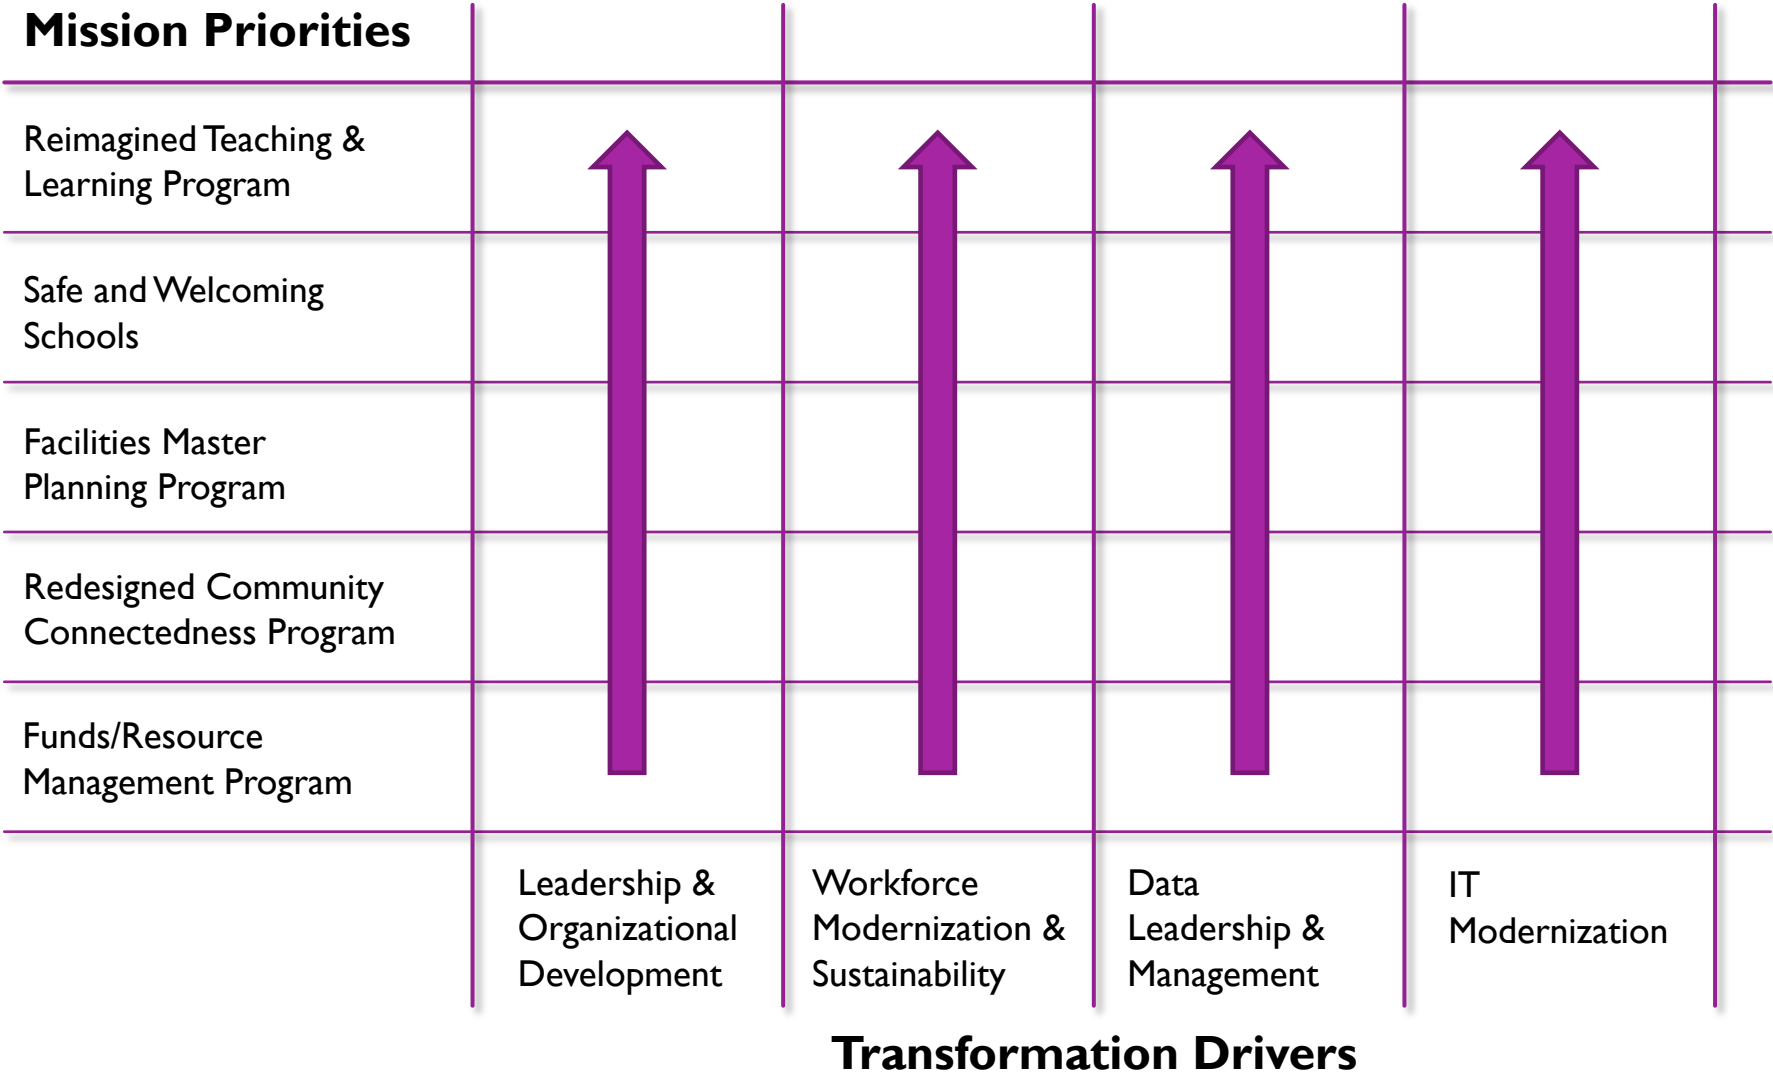 Mission Priorities
Reimagined Teaching &
Learning Program
Safe and Welcoming
Schools
Facilities Master
Planning Program
Redesigned Community
Connectedness Program
Funds/Resource
Management Program
Leadership &
Organizational
Development
Workforce
Modernization &
Sustainability
Data
Leadership &
Management
IT
Modernization
Transformation Drivers